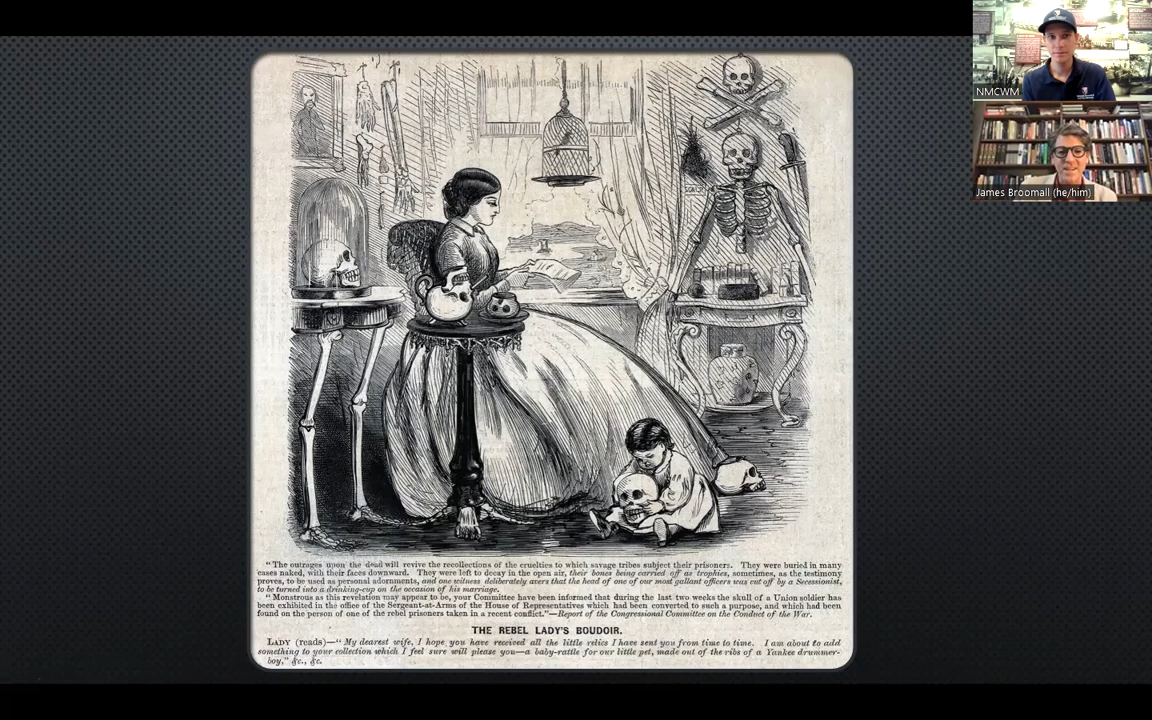 NMCWM
James Broomall (he/him)
"The outrages upon the dead will revive the recollections of the cruelties to which savage tribes subject their prisoners. They were buried in many
cases naked, with their faces downward. They were left to decay in the open air, their bones being carried off as trophies, sometimes, as the testimony
proves, to be used as personal adornments, and one witness deliberately avers that the head of one of our most gallant officers was cut off by a Secessionist,
to be turned into a drinking-cup on the occasion of his marriage.
"Monstrous as this revelation may appear to be, your Committee have been informed that during the last two weeks the skull of a Union soldier has
been exhibited in the office of the Sergeant-at-Arms of the House of Representatives which had been converted to such a purpose, and which had been
found on the person of one of the rebel prisoners taken in a recent conflict."—Report of the Congressional Committee on the Conduct of the War.
THE REBEL LADY'S BOUDOIR.
LADY (reads)—"My dearest wife, I hope you have received all the little relics I have sent you from time to time. I am about to add
something to your collection which I feel sure will please you—a baby-rattle for our little pet, made out of the ribs of a Yankee drummer-
boy," &c., &c.